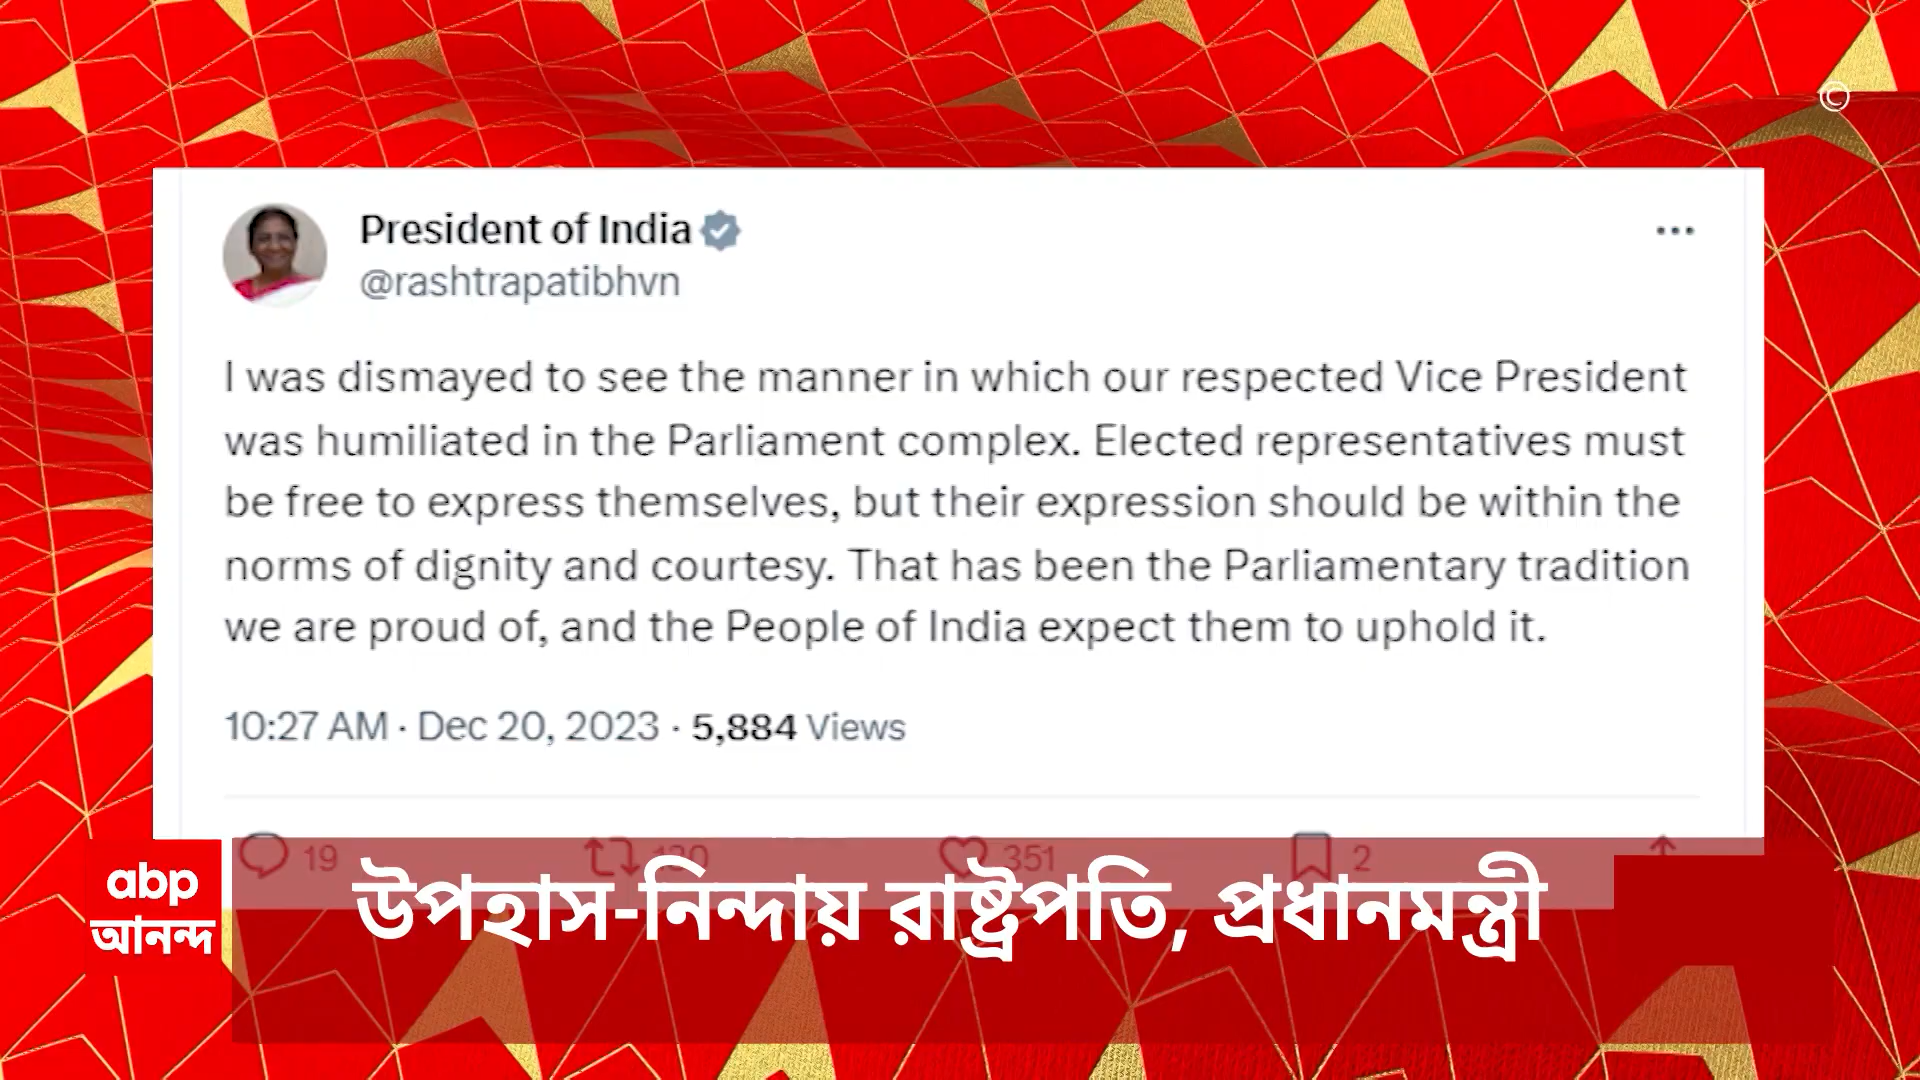 ©
President of India
@rashtrapatibhvn
I was dismayed to see the manner in which our respected Vice President
was humiliated in the Parliament complex. Elected representatives must
be free to express themselves, but their expression should be within the
norms of dignity and courtesy. That has been the Parliamentary tradition
we are proud of, and the People of India expect them to uphold it.
10:27 AM · Dec 20, 2023 · 5,884 Views
19 130 351 2
abp
আনন্দ
উপহাস-নিন্দায় রাষ্ট্রপতি, প্রধানমন্ত্রী